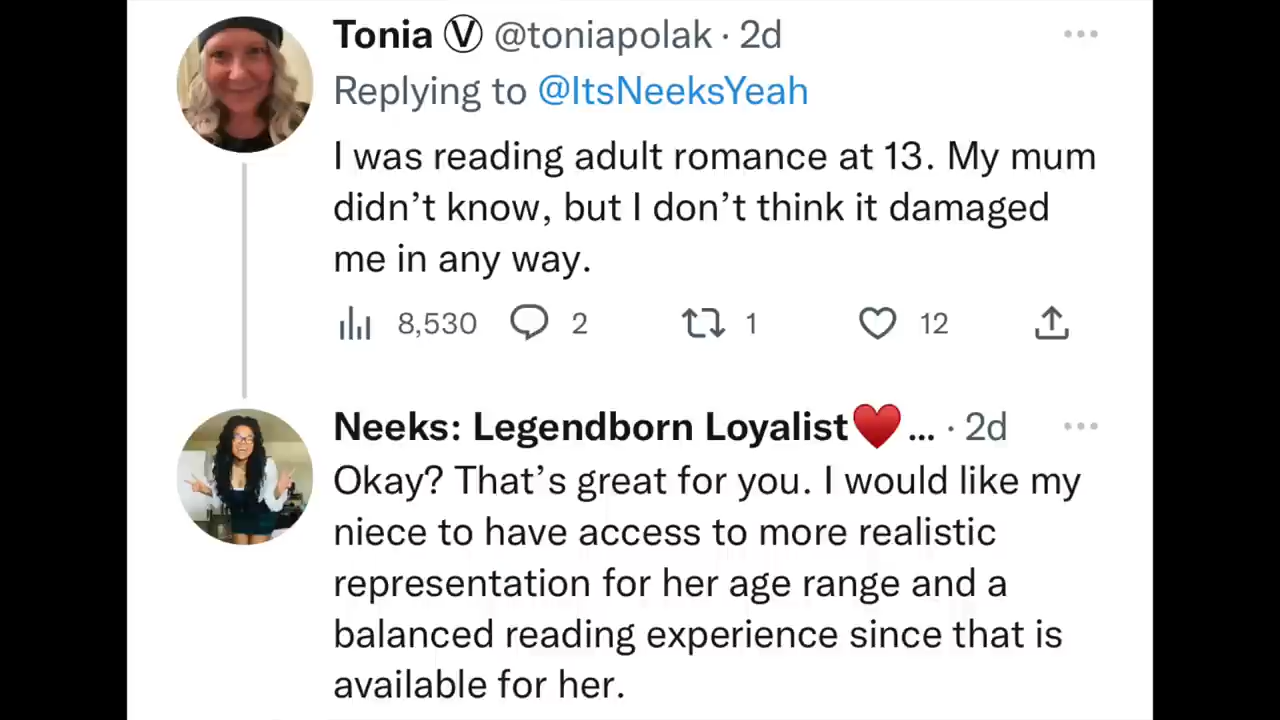 Tonia Ⓥ @toniapolak · 2d
Replying to @ItsNeeksYeah
I was reading adult romance at 13. My mum
didn’t know, but I don’t think it damaged
me in any way.
8,530 2 1 12
Neeks: Legendborn Loyalist❤️... · 2d
Okay? That’s great for you. I would like my
niece to have access to more realistic
representation for her age range and a
balanced reading experience since that is
available for her.